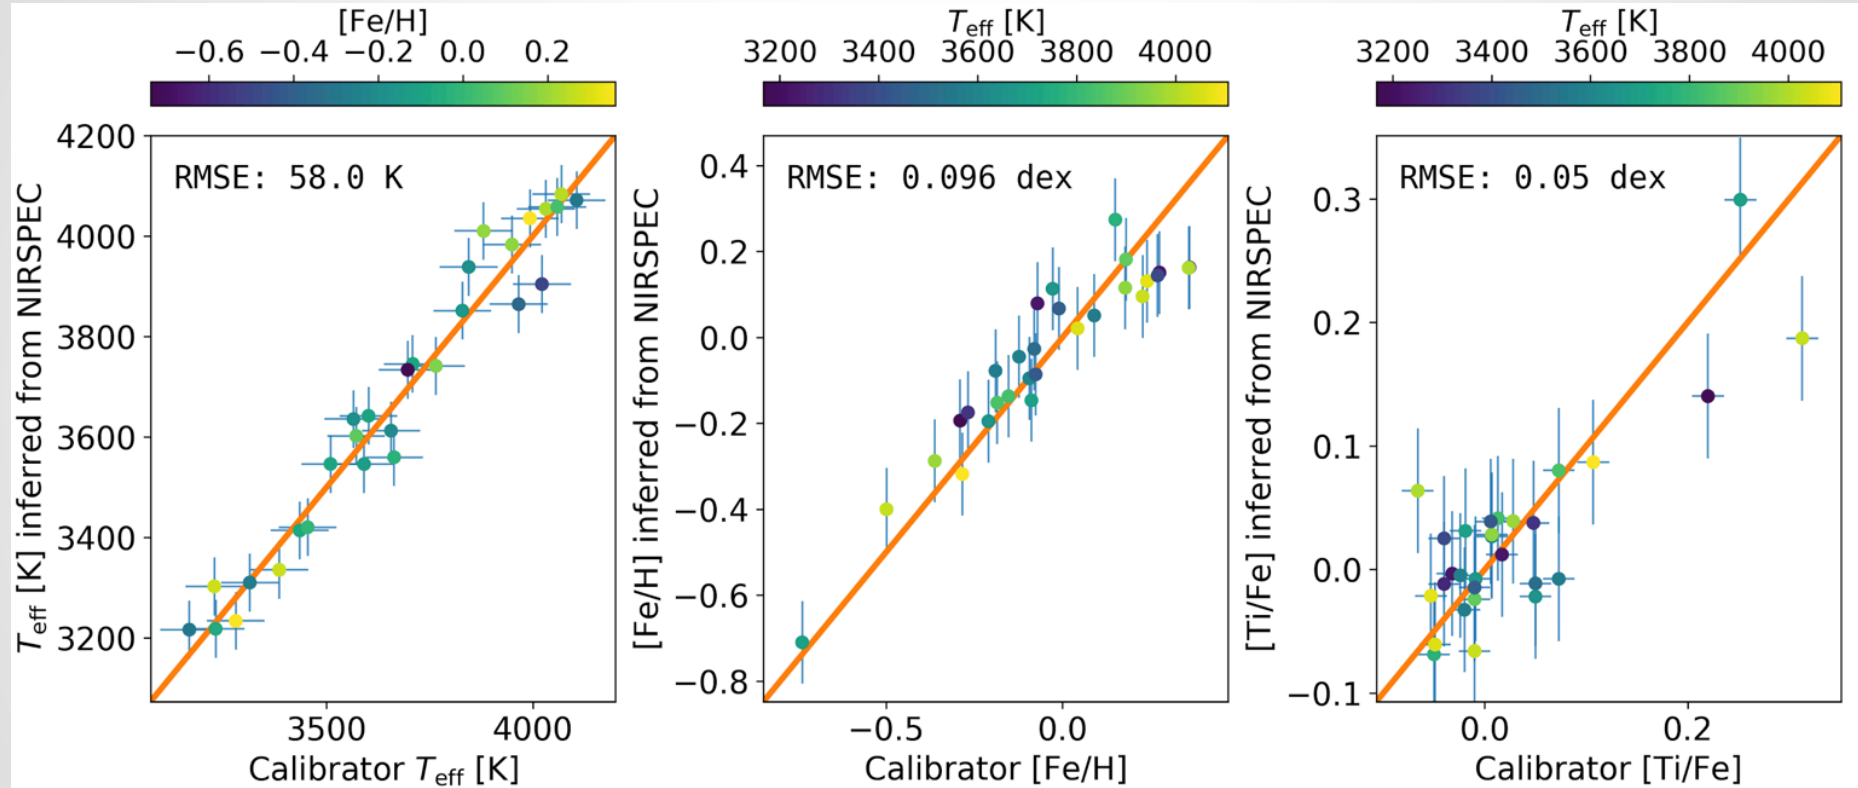 [Fe/H]
−0.6 −0.4 −0.2 0.0 0.2
T_eff [K]
3200 3400 3600 3800 4000
T_eff [K]
3200 3400 3600 3800 4000
RMSE: 58.0 K
4200
4000
3800
3600
3400
3200
T_eff [K] inferred from NIRSPEC
3500 4000
Calibrator T_eff [K]
RMSE: 0.096 dex
0.4
0.2
0.0
−0.2
−0.4
−0.6
−0.8
[Fe/H] inferred from NIRSPEC
−0.5 0.0
Calibrator [Fe/H]
RMSE: 0.05 dex
0.3
0.2
0.1
0.0
−0.1
[Ti/Fe] inferred from NIRSPEC
0.0 0.2
Calibrator [Ti/Fe]